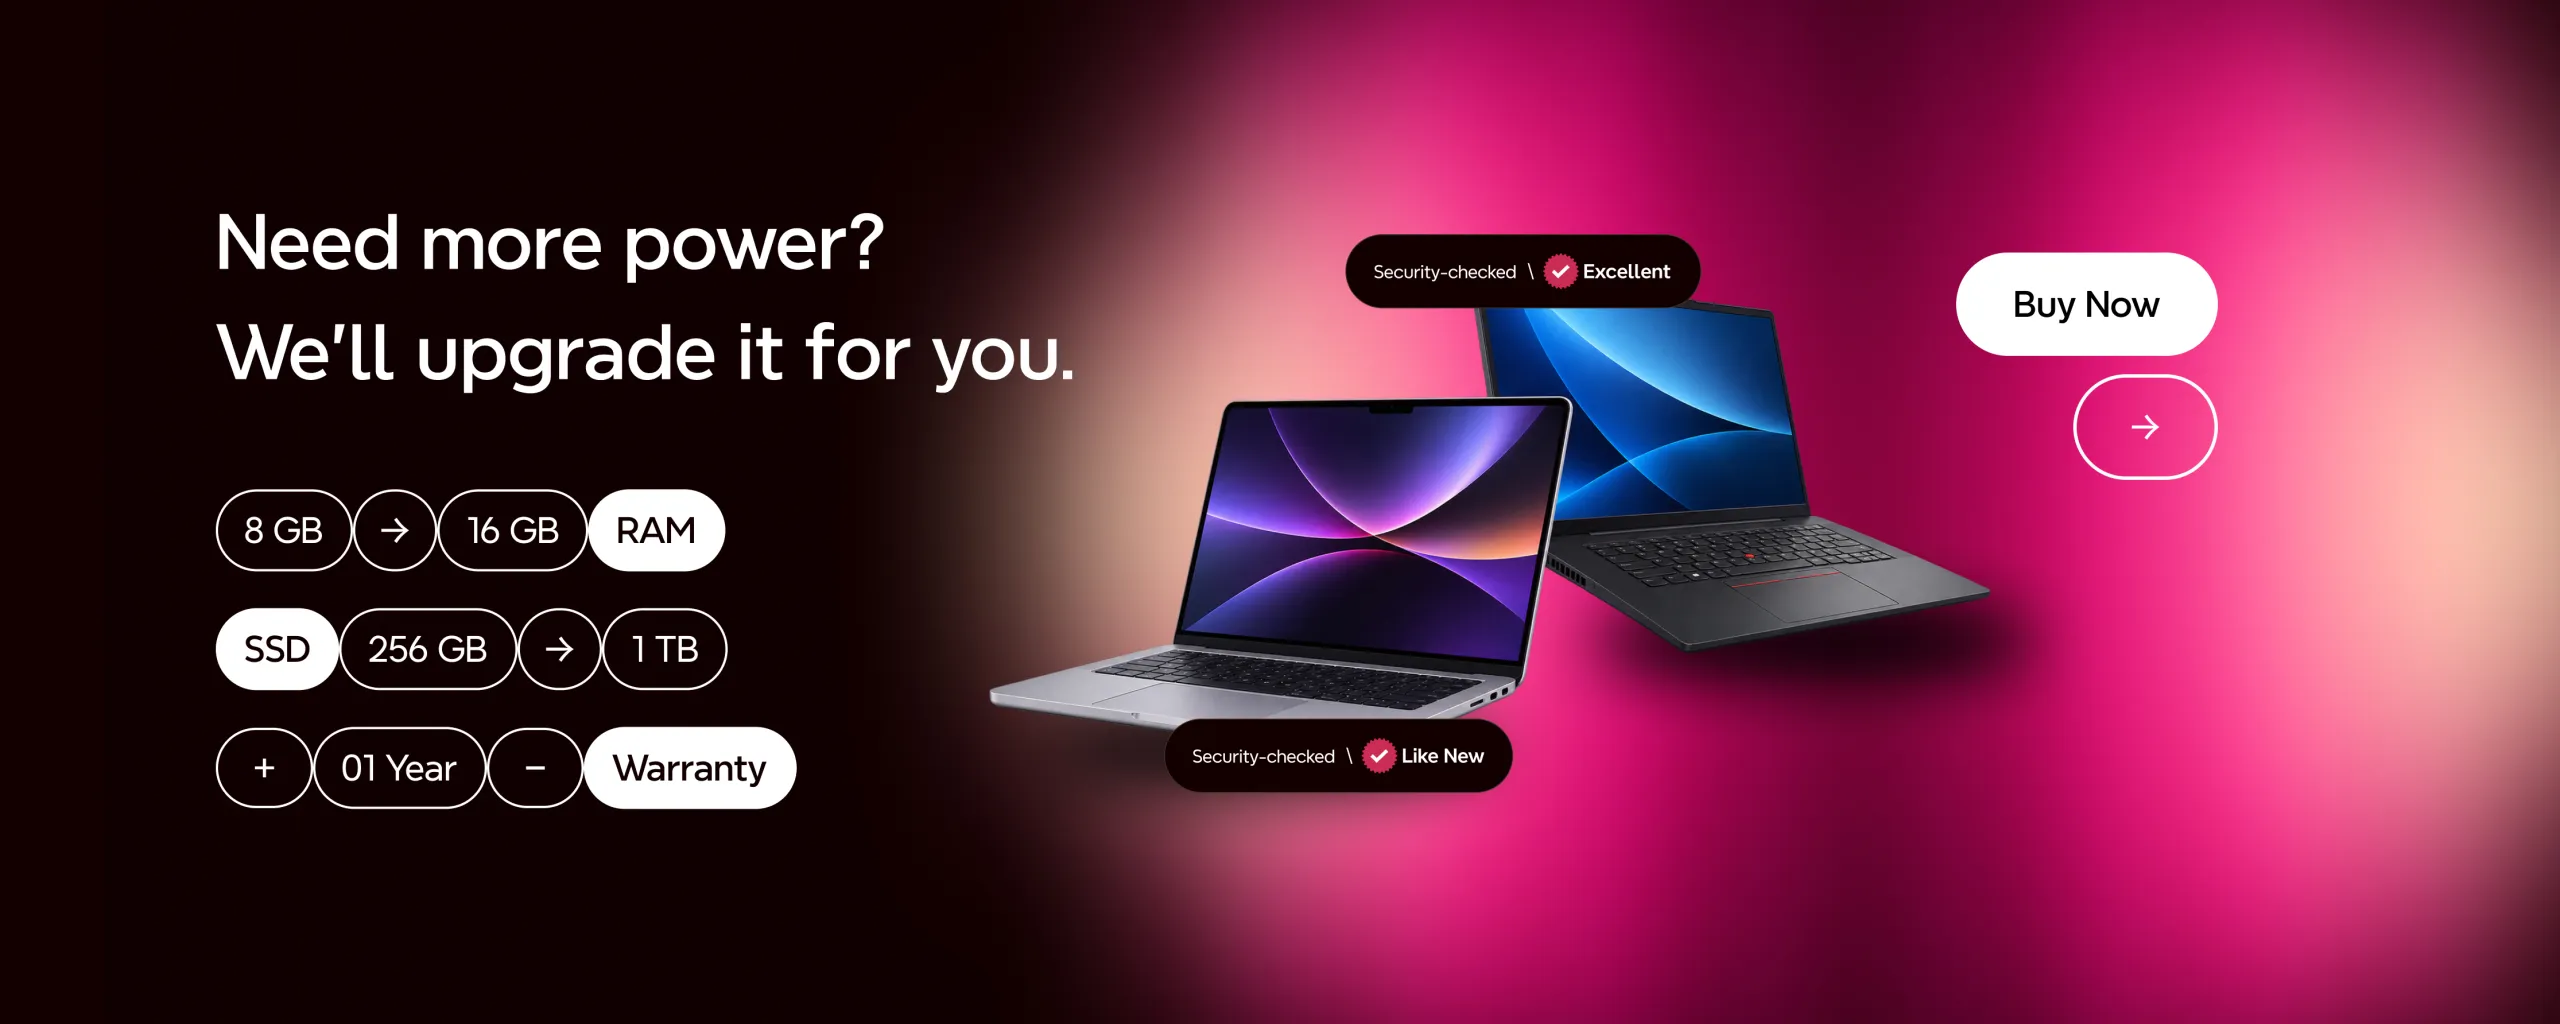 Need more power?
We'll upgrade it for you.
8 GB → 16 GB RAM
SSD 256 GB → 1 TB
+ 01 Year − Warranty
Security-checked \ Excellent
Security-checked \ Like New
Buy Now
→